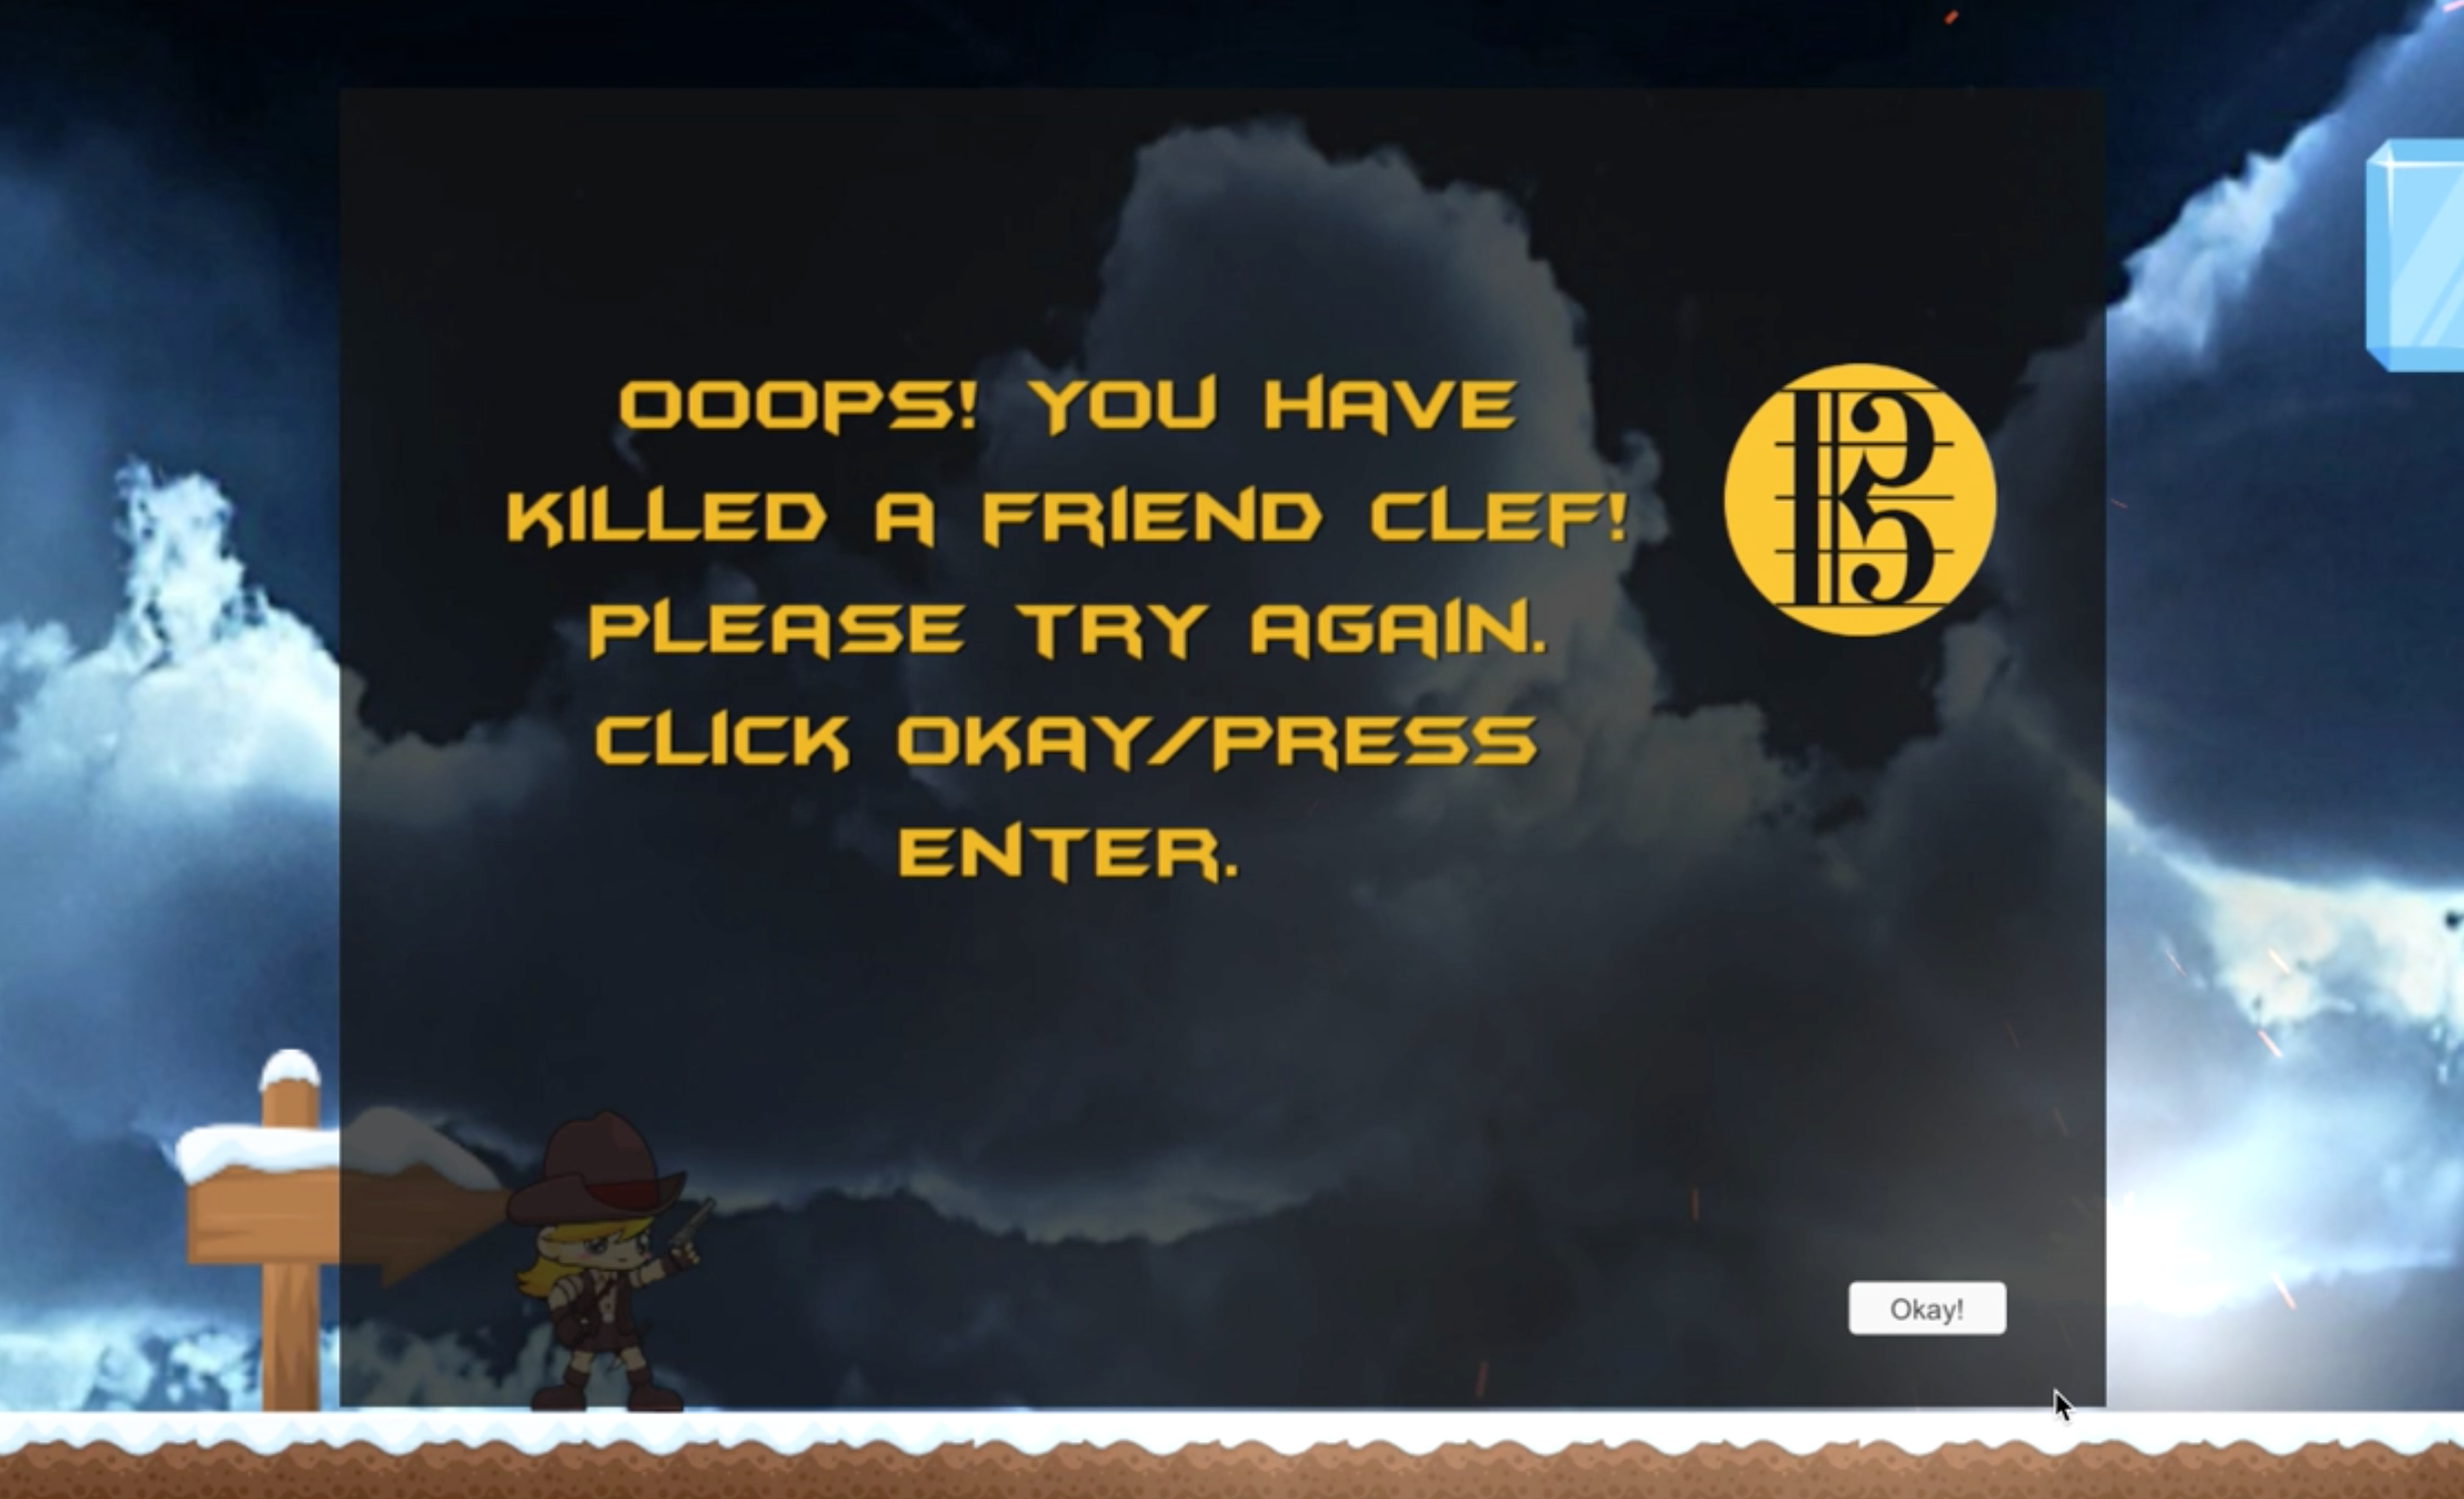 OOOPS! YOU HAVE
KILLED A FRIEND CLEF!
PLEASE TRY AGAIN.
CLICK OKAY/PRESS
ENTER.
Okay!